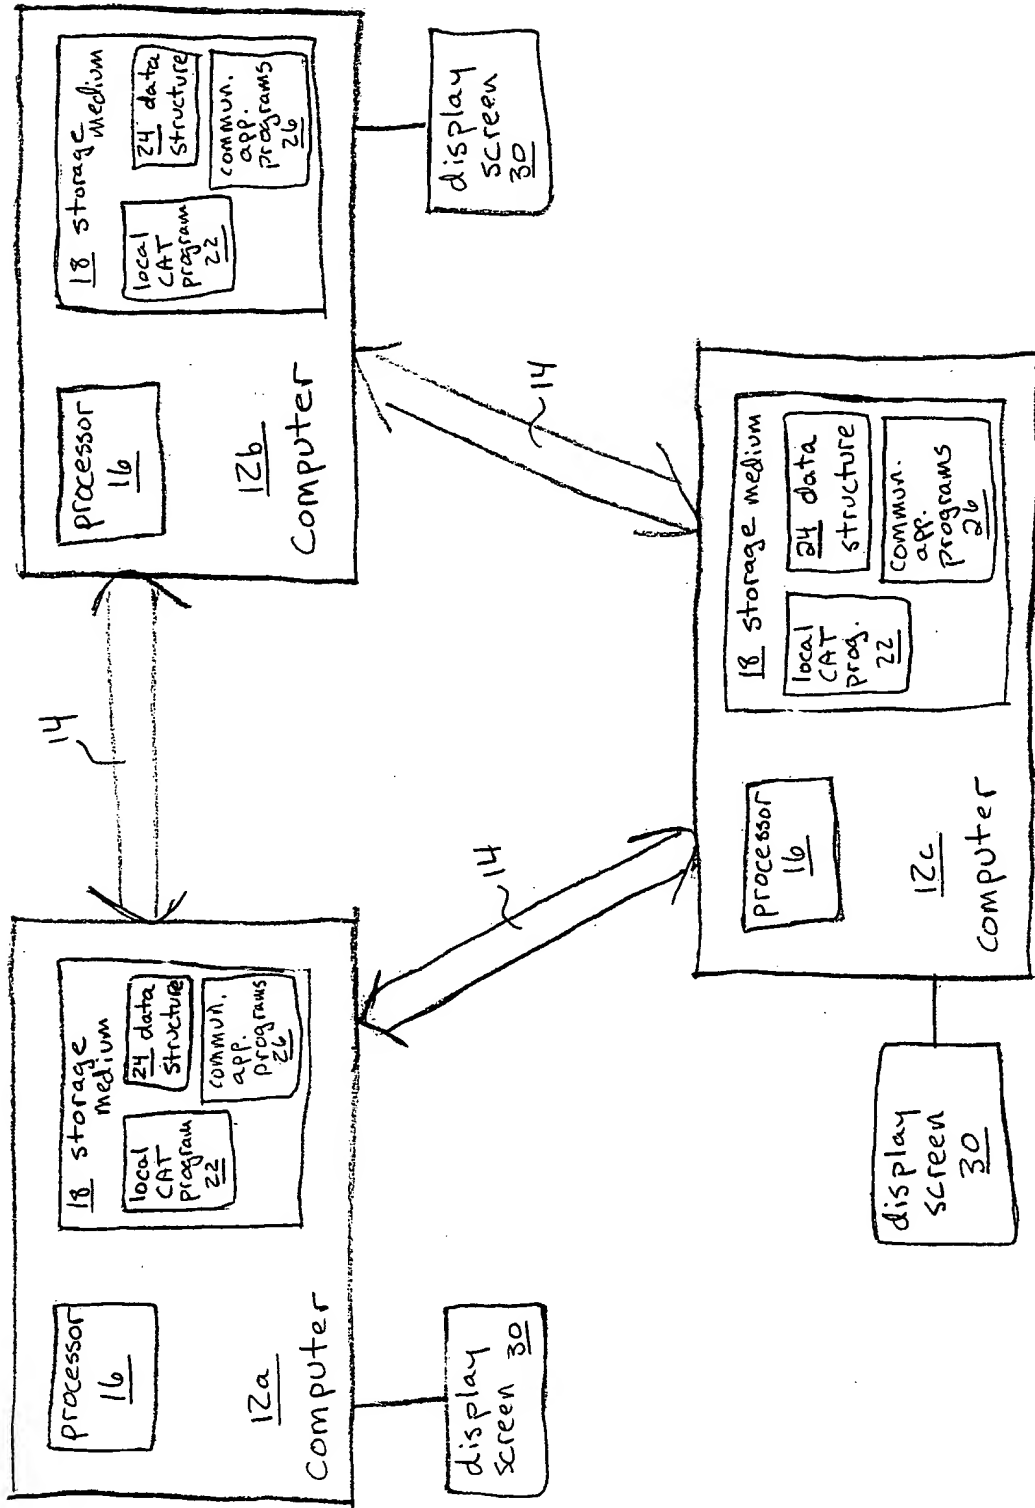 processor
16
12a
computer
18 storage
medium
local
CAT
program
22
24 data
structure
commun.
app.
programs
26
display
screen 30
14
processor
16
12b
computer
18 storage
medium
local
CAT
program
22
24 data
structure
commun.
app.
programs
26
display
screen
30
14
14
processor
16
12c
computer
18 storage medium
local
CAT
prog.
22
24 data
structure
commun.
app.
programs
26
display
screen
30